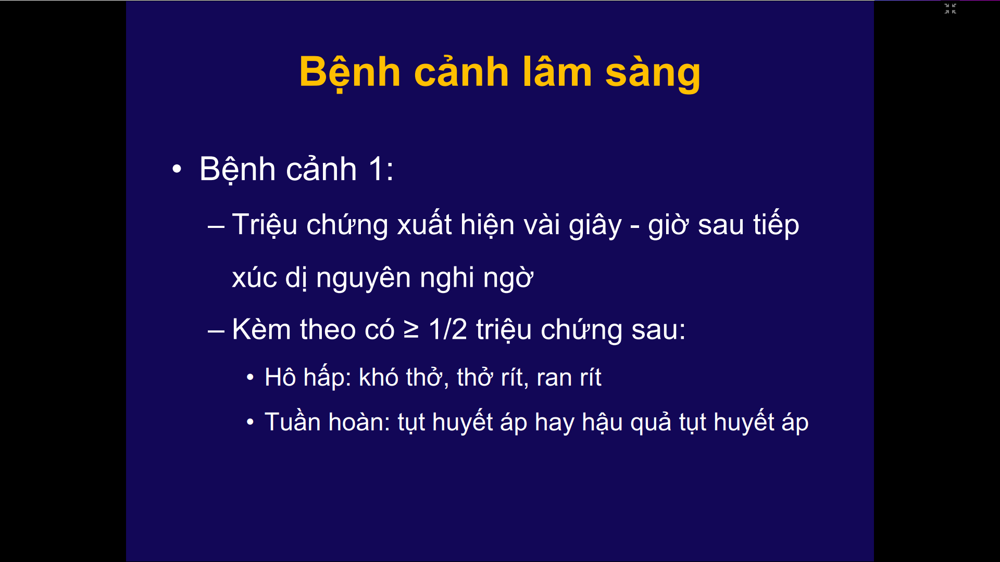 Bệnh cảnh lâm sàng
• Bệnh cảnh 1:
– Triệu chứng xuất hiện vài giây - giờ sau tiếp
xúc dị nguyên nghi ngờ
– Kèm theo có ≥ 1/2 triệu chứng sau:
• Hô hấp: khó thở, thở rít, ran rít
• Tuần hoàn: tụt huyết áp hay hậu quả tụt huyết áp